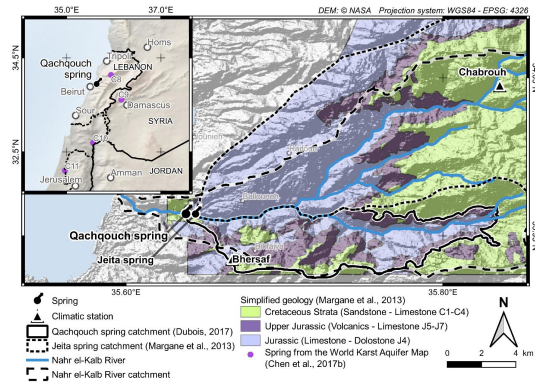 DEM: © NASA Projection system: WGS84 - EPSG: 4326
35.0°E
37.0°E
34.5°N
32.5°N
Homs
Tripoli
LEBANON
Qachqouch
spring
C8
Beirut
C9
Damascus
Sour
SYRIA
C10
C11
Amman
Jerusalem
JORDAN
Chabrouh
Qachqouch spring
Jeita spring
Bhersaf
35.60°E
35.80°E
Spring
Climatic station
Qachqouch spring catchment (Dubois, 2017)
Jeita spring catchment (Margane et al., 2013)
Nahr el-Kalb River
Nahr el-Kalb River catchment
Simplified geology (Margane et al., 2013)
Cretaceous Strata (Sandstone - Limestone C1-C4)
Upper Jurassic (Volcanics - Limestone J5-J7)
Jurassic (Limestone - Dolostone J4)
Spring from the World Karst Aquifer Map
(Chen et al., 2017b)
N
0 2 4 km